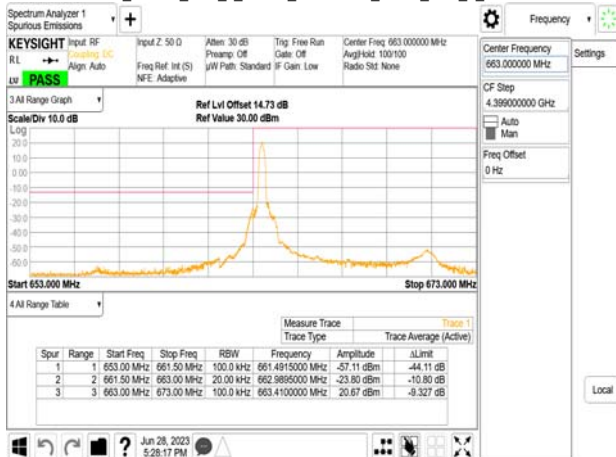 Spectrum Analyzer 1
Spurious Emissions
Frequency
KEYSIGHT Input: RF
Coupling: DC
Align: Auto
RL
PASS
Input Z: 50 Ω
Freq Ref: Int (S)
NFE: Adaptive
Atten: 30 dB
Preamp: Off
µW Path: Standard
Trig: Free Run
Gate: Off
IF Gain: Low
Center Freq: 663.000000 MHz
Avg|Hold: 100/100
Radio Std: None
Center Frequency
663.000000 MHz
Settings
CF Step
4.399000000 GHz
Auto
Man
Freq Offset
0 Hz
Local
3 All Range Graph
Scale/Div 10.0 dB
Ref Lvl Offset 14.73 dB
Ref Value 30.00 dBm
Log
20.0
10.0
0.00
-10.0
-20.0
-30.0
-40.0
-50.0
-60.0
Start 653.000 MHz
Stop 673.000 MHz
4 All Range Table
Measure Trace Trace 1
Trace Type Trace Average (Active)
Spur Range Start Freq Stop Freq RBW Frequency Amplitude ΔLimit
1 1 653.00 MHz 661.50 MHz 100.0 kHz 661.4915000 MHz -57.11 dBm -44.11 dB
2 2 661.50 MHz 663.00 MHz 20.00 kHz 662.9895000 MHz -23.80 dBm -10.80 dB
3 3 663.00 MHz 673.00 MHz 100.0 kHz 663.4100000 MHz 20.67 dBm -9.327 dB
?
Jun 28, 2023
5:28:17 PM